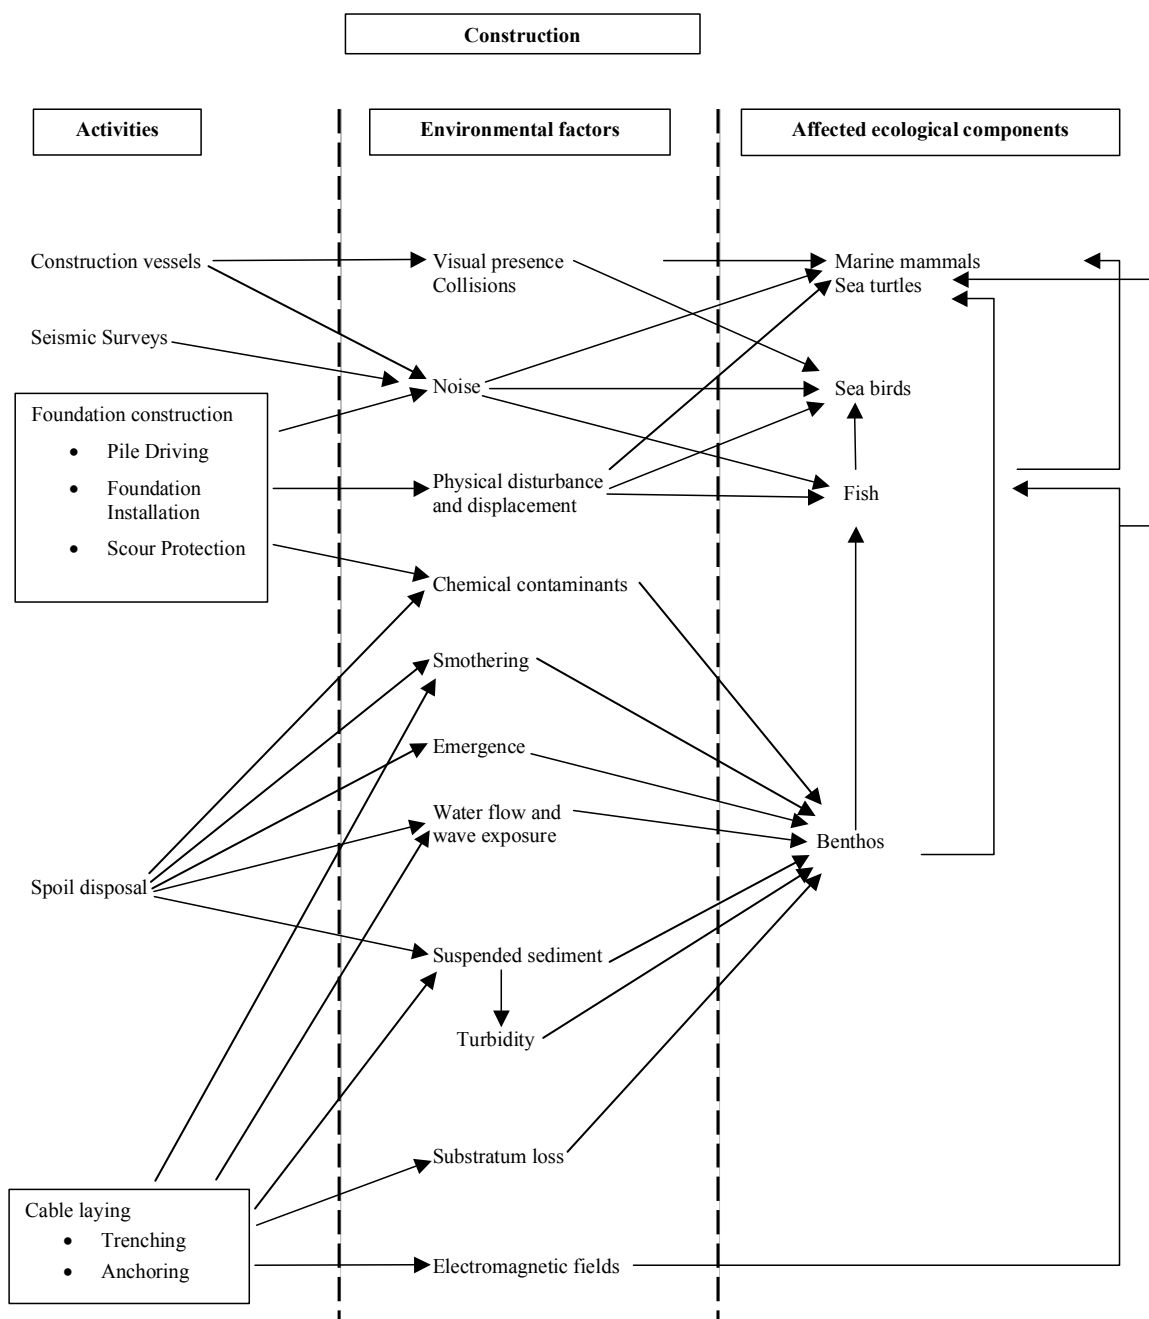 Construction
Activities
Environmental factors
Affected ecological components
Construction vessels
Seismic Surveys
Foundation construction
• Pile Driving
• Foundation
Installation
• Scour Protection
Spoil disposal
Cable laying
• Trenching
• Anchoring
Visual presence
Collisions
Noise
Physical disturbance
and displacement
Chemical contaminants
Smothering
Emergence
Water flow and
wave exposure
Suspended sediment
Turbidity
Substratum loss
Electromagnetic fields
Marine mammals
Sea turtles
Sea birds
Fish
Benthos